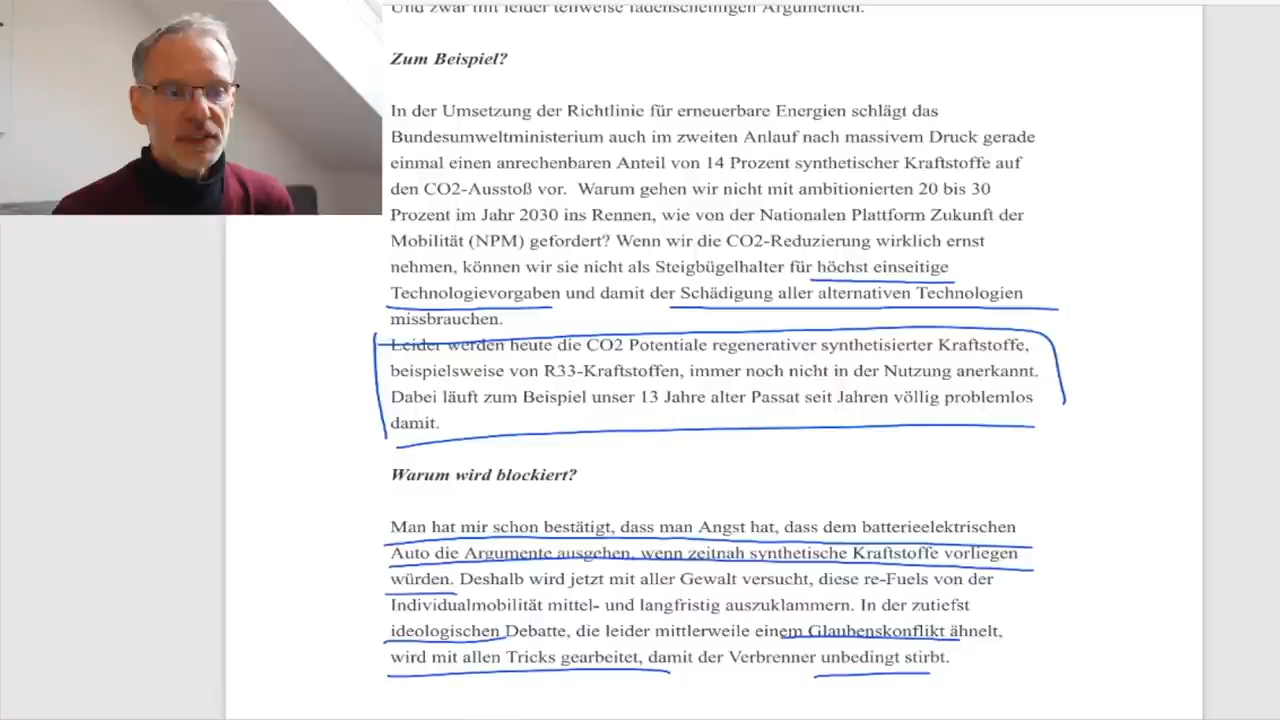 Und zwar mit leider teilweise fadenscheinigen Argumenten.
Zum Beispiel?
In der Umsetzung der Richtlinie für erneuerbare Energien schlägt das
Bundesumweltministerium auch im zweiten Anlauf nach massivem Druck gerade
einmal einen anrechenbaren Anteil von 14 Prozent synthetischer Kraftstoffe auf
den CO2-Ausstoß vor.  Warum gehen wir nicht mit ambitionierten 20 bis 30
Prozent im Jahr 2030 ins Rennen, wie von der Nationalen Plattform Zukunft der
Mobilität (NPM) gefordert? Wenn wir die CO2-Reduzierung wirklich ernst
nehmen, können wir sie nicht als Steigbügelhalter für höchst einseitige
Technologievorgaben und damit der Schädigung aller alternativen Technologien
missbrauchen.
Leider werden heute die CO2 Potentiale regenerativer synthetisierter Kraftstoffe,
beispielsweise von R33-Kraftstoffen, immer noch nicht in der Nutzung anerkannt.
Dabei läuft zum Beispiel unser 13 Jahre alter Passat seit Jahren völlig problemlos
damit.
Warum wird blockiert?
Man hat mir schon bestätigt, dass man Angst hat, dass dem batterieelektrischen
Auto die Argumente ausgehen, wenn zeitnah synthetische Kraftstoffe vorliegen
würden. Deshalb wird jetzt mit aller Gewalt versucht, diese re-Fuels von der
Individualmobilität mittel- und langfristig auszuklammern. In der zutiefst
ideologischen Debatte, die leider mittlerweile einem Glaubenskonflikt ähnelt,
wird mit allen Tricks gearbeitet, damit der Verbrenner unbedingt stirbt.